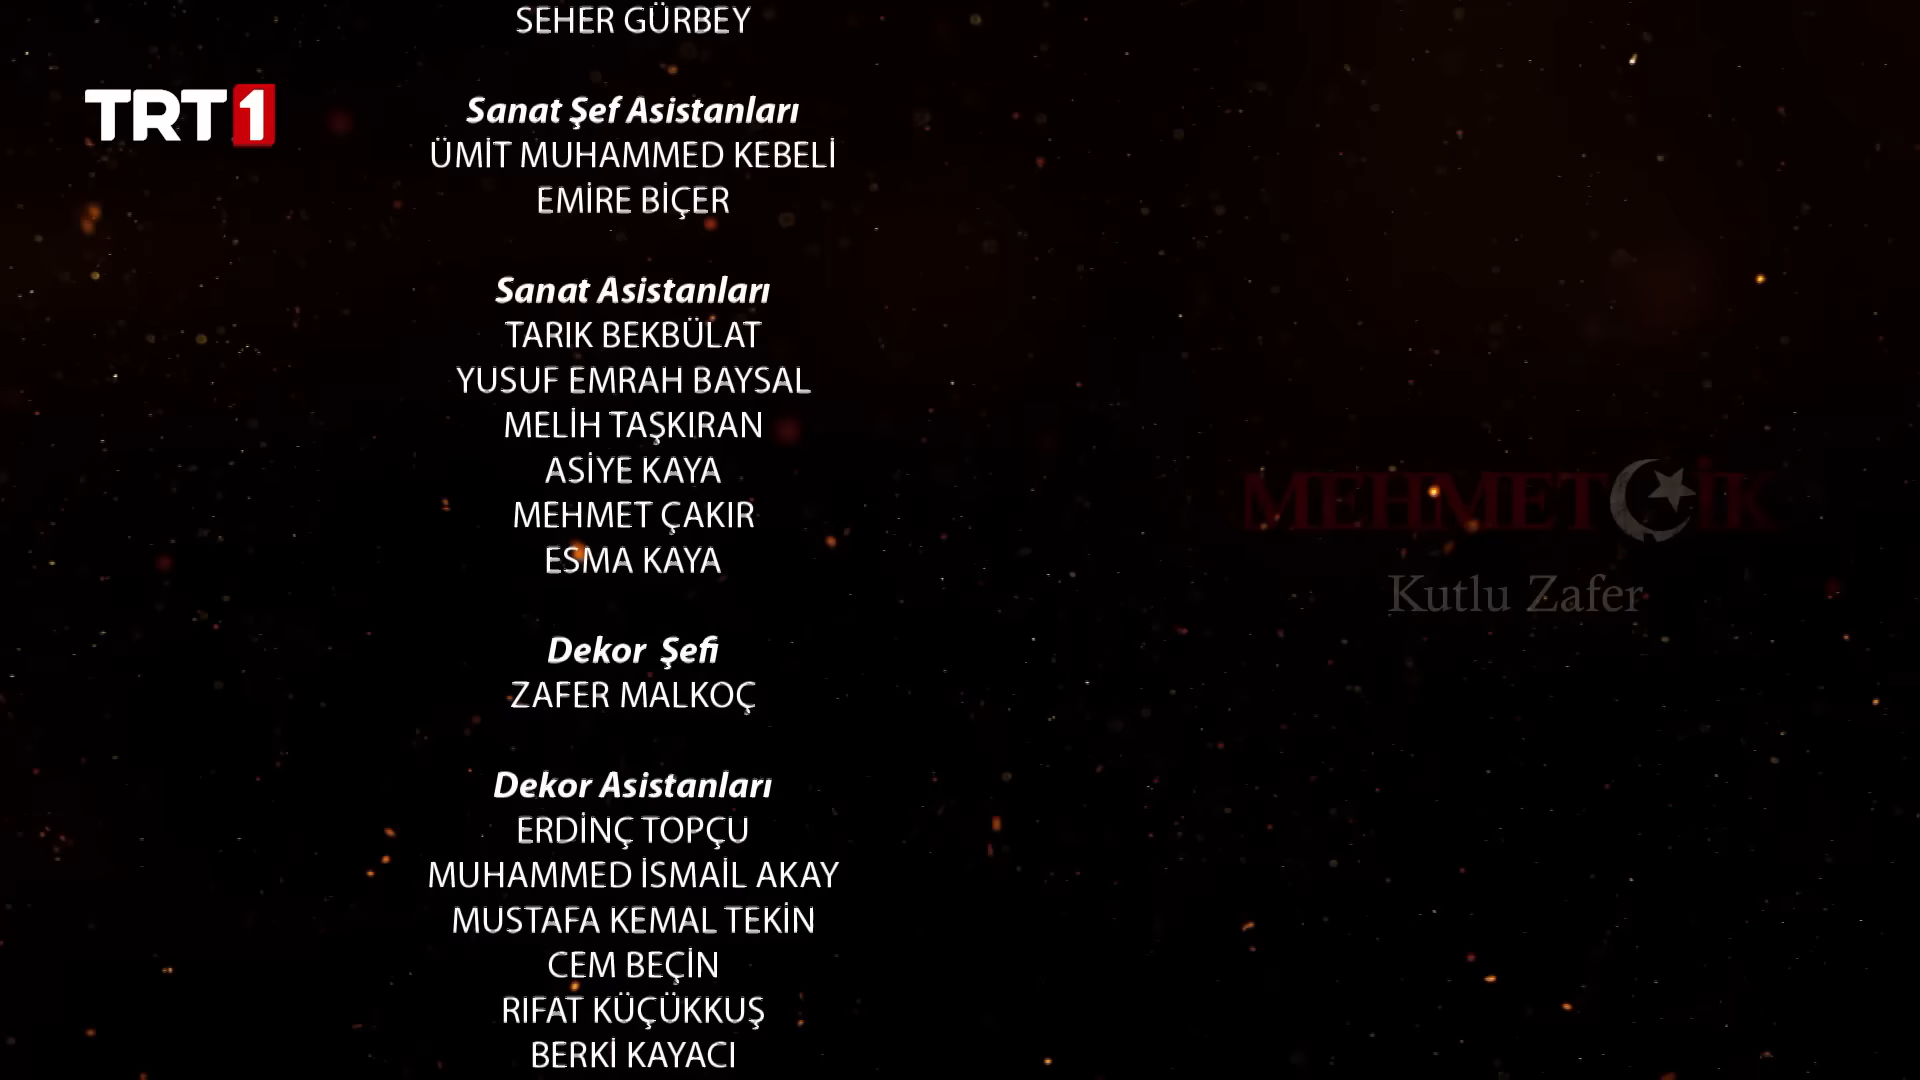 SEHER GÜRBEY
TRT1
Sanat Şef Asistanları
ÜMİT MUHAMMED KEBELİ
EMİRE BİÇER
Sanat Asistanları
TARIK BEKBÜLAT
YUSUF EMRAH BAYSAL
MELİH TAŞKIRAN
ASİYE KAYA
MEHMET ÇAKIR
ESMA KAYA
Dekor Şefi
ZAFER MALKOÇ
Dekor Asistanları
ERDİNÇ TOPÇU
MUHAMMED İSMAİL AKAY
MUSTAFA KEMAL TEKİN
CEM BEÇİN
RIFAT KÜÇÜKKUŞ
BERKİ KAYACI
MEHMETÇİK
Kutlu Zafer